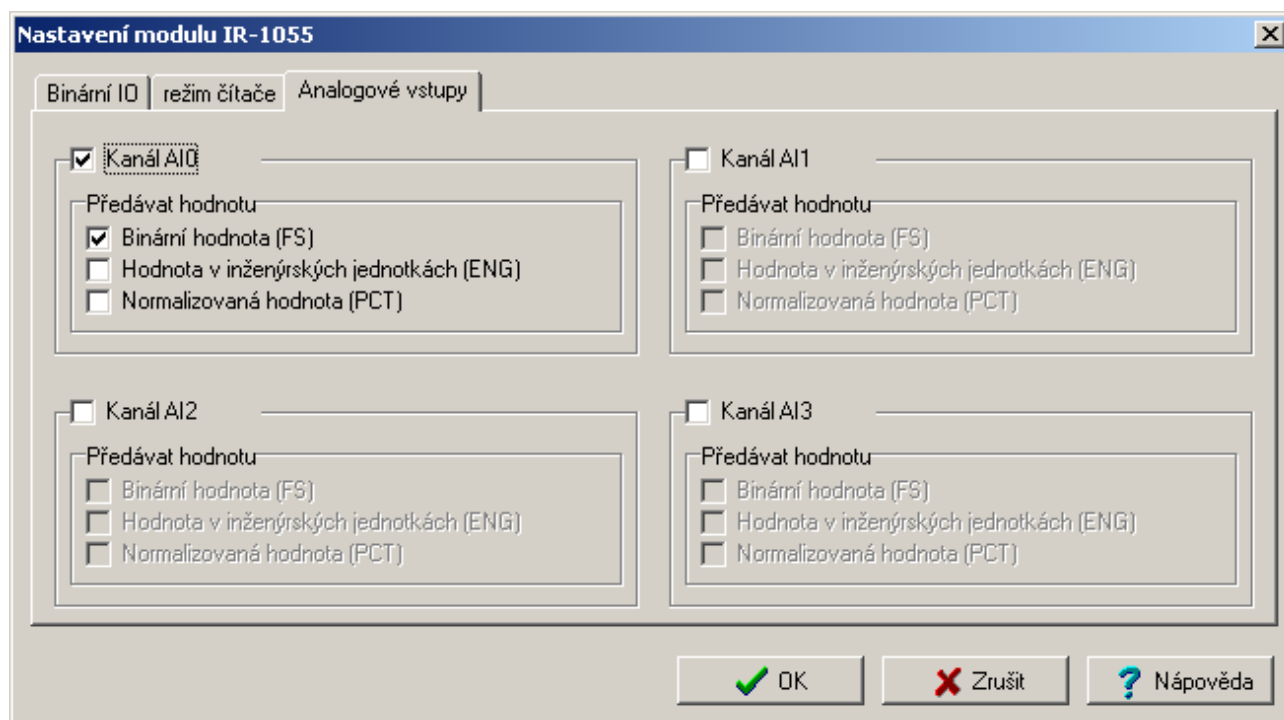 Nastavení modulu IR-1055
Binární IO režim čítače Analogové vstupy
Kanál AI0
Předávat hodnotu
Binární hodnota (FS)
Hodnota v inženýrských jednotkách (ENG)
Normalizovaná hodnota (PCT)
Kanál AI1
Předávat hodnotu
Binární hodnota (FS)
Hodnota v inženýrských jednotkách (ENG)
Normalizovaná hodnota (PCT)
Kanál AI2
Předávat hodnotu
Binární hodnota (FS)
Hodnota v inženýrských jednotkách (ENG)
Normalizovaná hodnota (PCT)
Kanál AI3
Předávat hodnotu
Binární hodnota (FS)
Hodnota v inženýrských jednotkách (ENG)
Normalizovaná hodnota (PCT)
OK Zrušit Nápověda